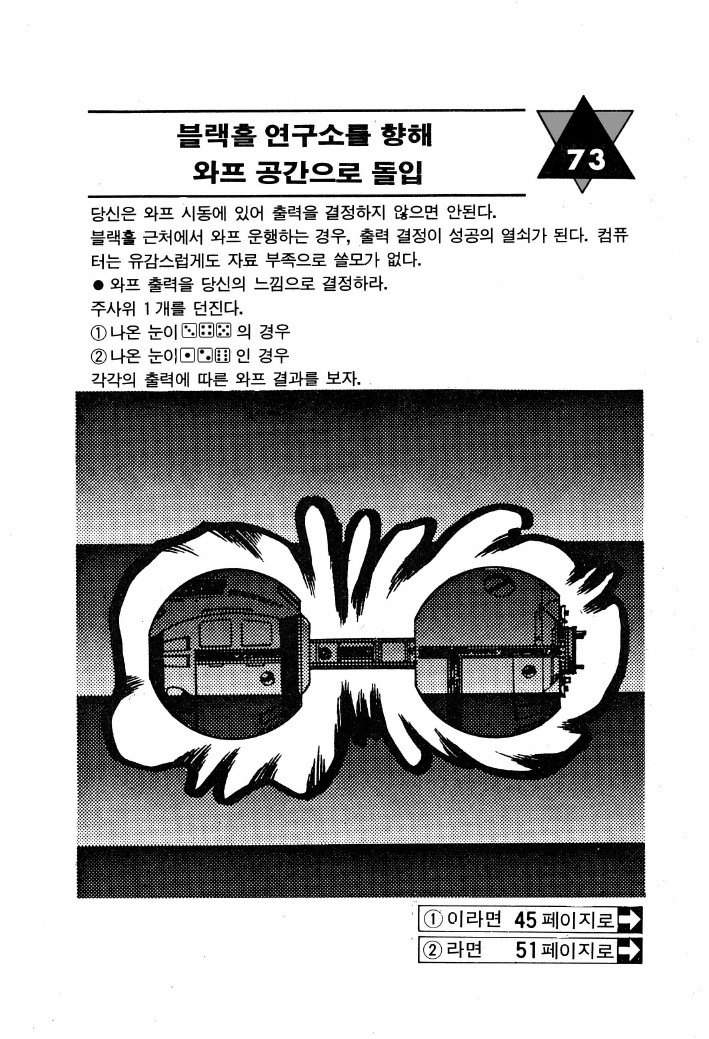 블랙홀 연구소를 향해
와프 공간으로 돌입
73
당신은 와프 시동에 있어 출력을 결정하지 않으면 안된다.
블랙홀 근처에서 와프 운행하는 경우, 출력 결정이 성공의 열쇠가 된다. 컴퓨
터는 유감스럽게도 자료 부족으로 쓸모가 없다.
● 와프 출력을 당신의 느낌으로 결정하라.
주사위 1개를 던진다.
①나온 눈이⚂⚃⚄의 경우
②나온 눈이⚀⚁⚅인 경우
각각의 출력에 따른 와프 결과를 보자.
①이라면 45페이지로
②라면 51페이지로